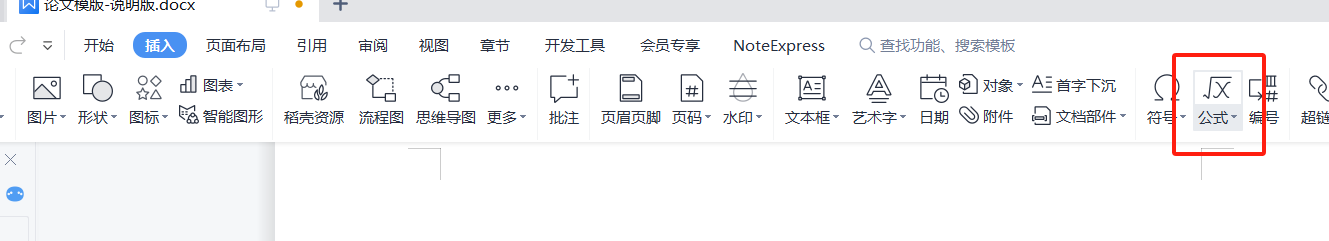 论文模版-说明版.docx
开始 插入 页面布局 引用 审阅 视图 章节 开发工具 会员专享 NoteExpress 查找功能、搜索模板
图片 形状 图标 图表 智能图形 稻壳资源 流程图 思维导图 更多 批注 页眉页脚 页码 水印 文本框 艺术字 日期 对象 附件 首字下沉 文档部件 符号 公式 编号 超链